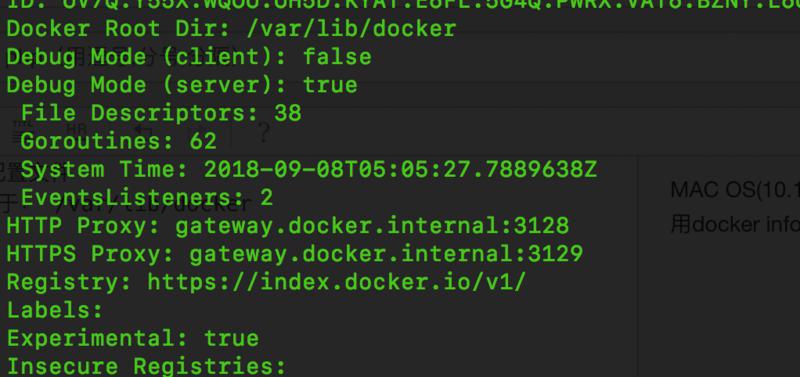 Docker Root Dir: /var/lib/docker
Debug Mode (client): false
Debug Mode (server): true
File Descriptors: 38
Goroutines: 62
System Time: 2018-09-08T05:05:27.7889638Z
EventsListeners: 2
HTTP Proxy: gateway.docker.internal:3128
HTTPS Proxy: gateway.docker.internal:3129
Registry: https://index.docker.io/v1/
Labels:
Experimental: true
Insecure Registries:
MAC OS(10.1
用docker info